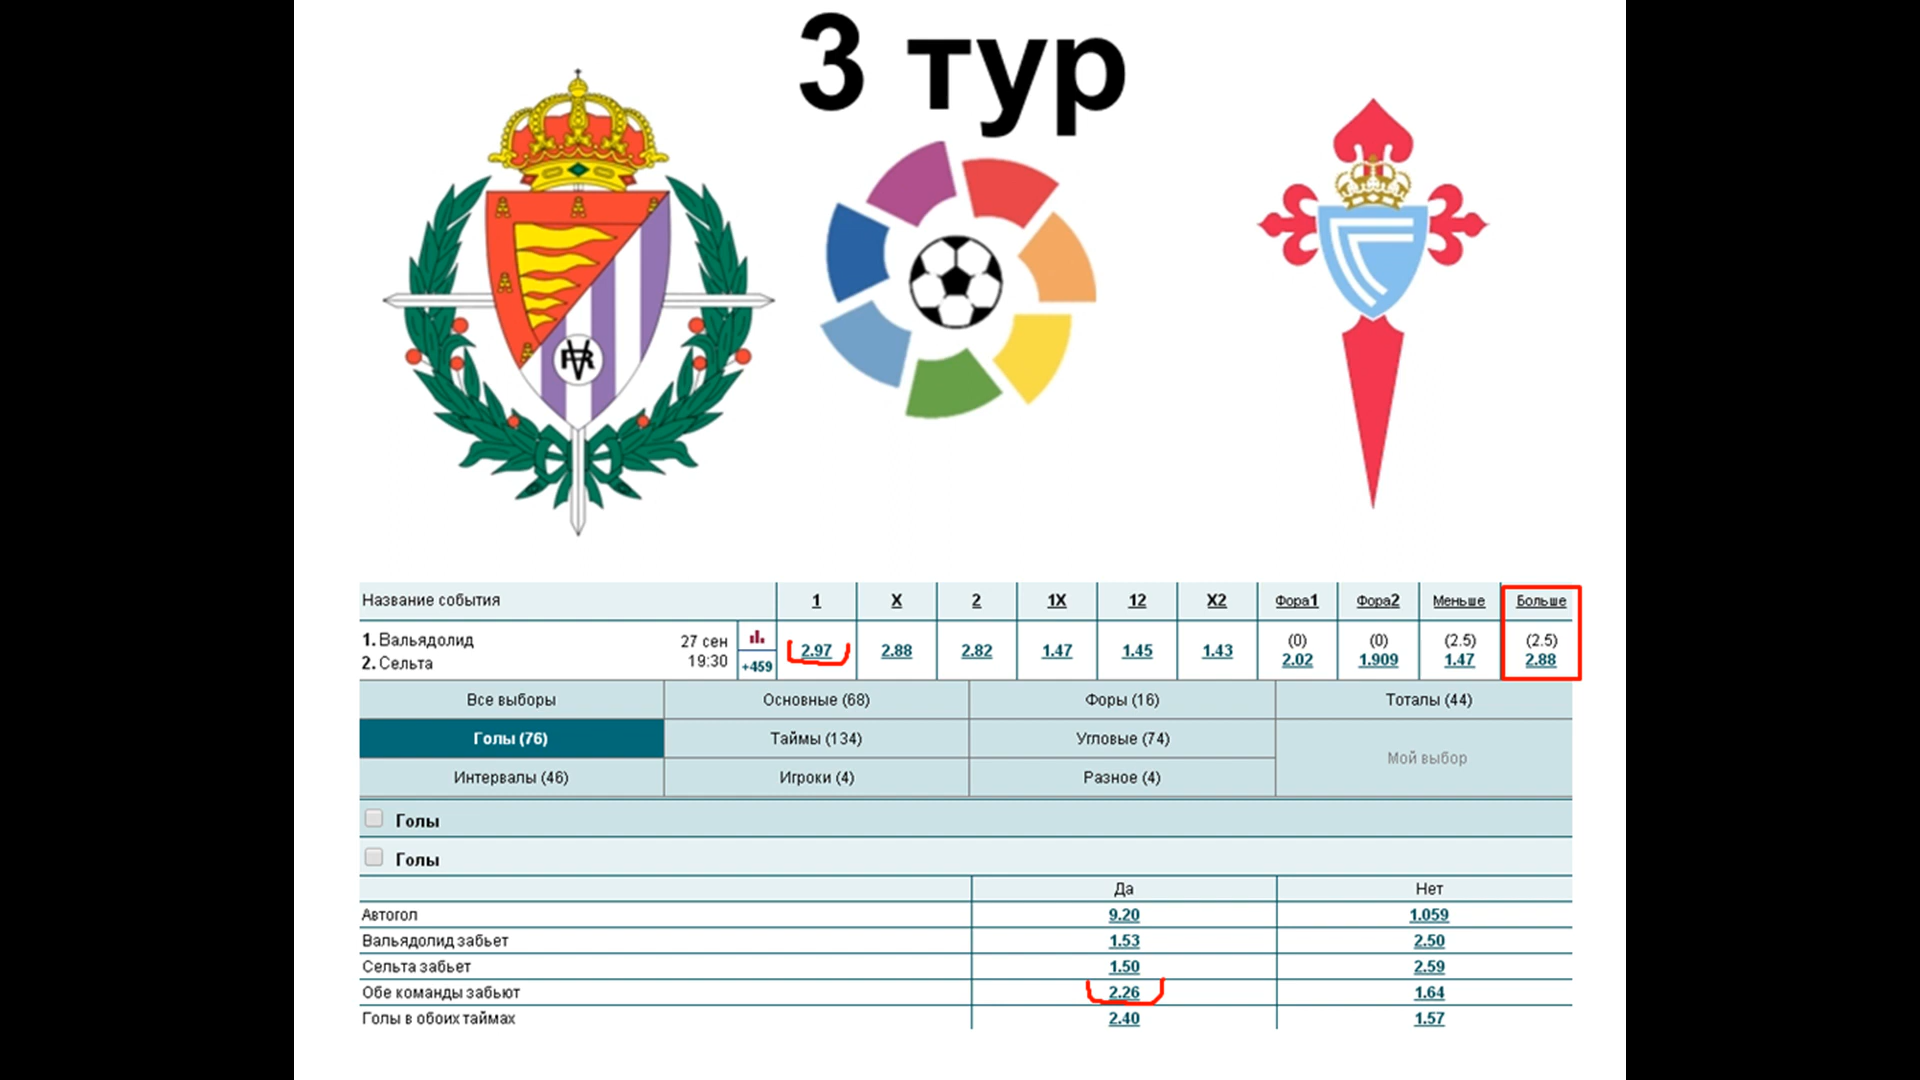 3 тур
Название события 1 X 2 1X 12 X2 Фора1 Фора2 Меньше Больше
1. Вальядолид 27 сен (0) (0) (2.5) (2.5)
2.97 2.88 2.82 1.47 1.45 1.43
2. Сельта 19:30 +459 2.02 1.909 1.47 2.88
Все выборы Основные (68) Форы (16) Тоталы (44)
Голы (76) Таймы (134) Угловые (74)
Мой выбор
Интервалы (46) Игроки (4) Разное (4)
Голы
Голы
Да Нет
Автогол 9.20 1.059
Вальядолид забьет 1.53 2.50
Сельта забьет 1.50 2.59
Обе команды забьют 2.26 1.64
Голы в обоих таймах 2.40 1.57